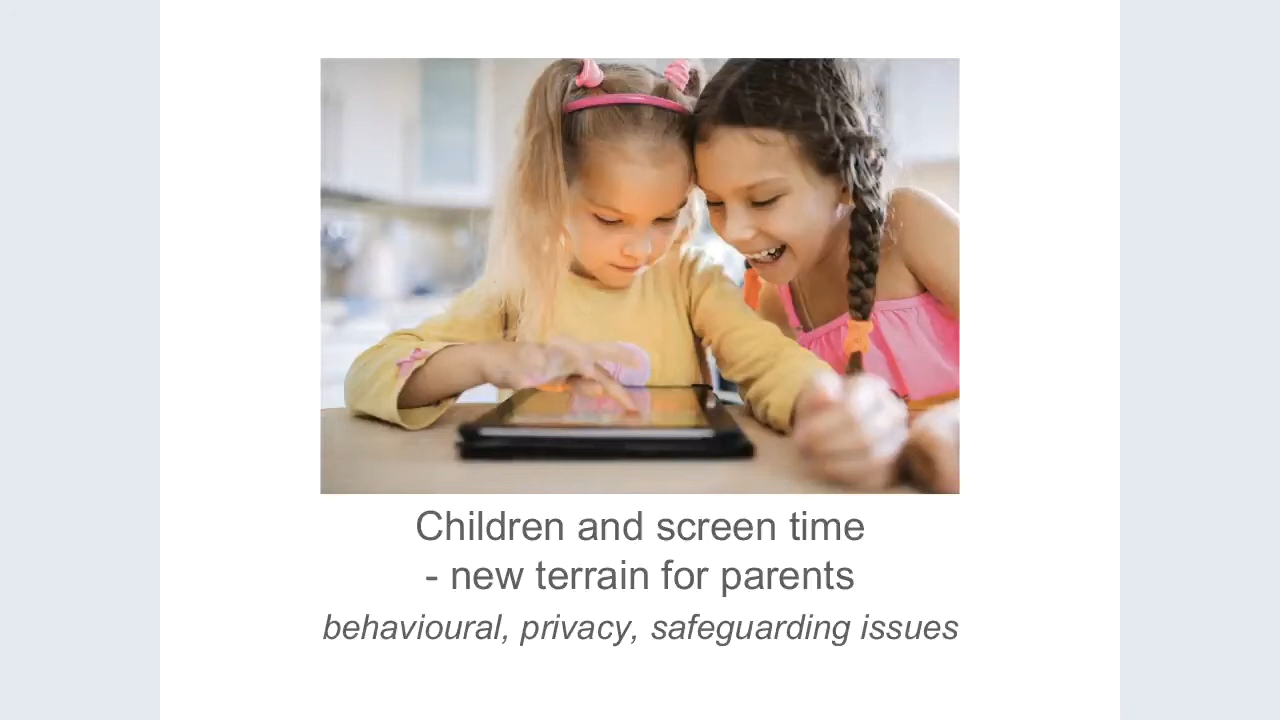 Children and screen time
- new terrain for parents
behavioural, privacy, safeguarding issues